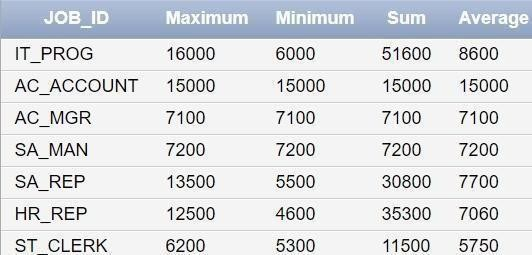 JOB_ID Maximum Minimum Sum Average
IT_PROG 16000 6000 51600 8600
AC_ACCOUNT 15000 15000 15000 15000
AC_MGR 7100 7100 7100 7100
SA_MAN 7200 7200 7200 7200
SA_REP 13500 5500 30800 7700
HR_REP 12500 4600 35300 7060
ST_CLERK 6200 5300 11500 5750